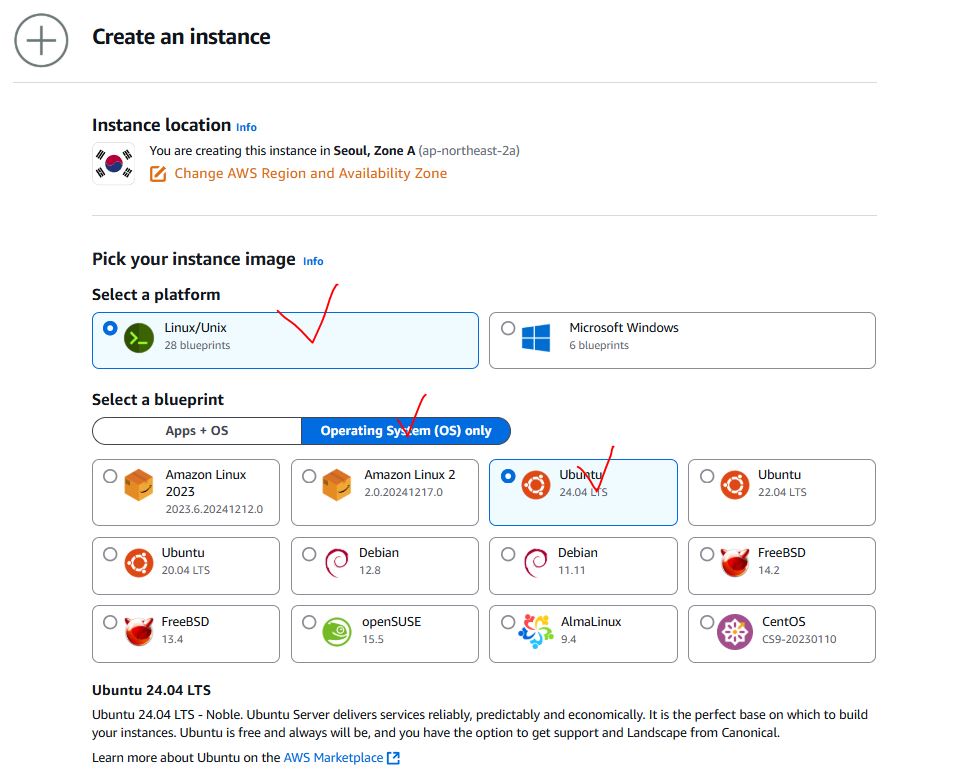 Create an instance
Instance location Info
You are creating this instance in Seoul, Zone A (ap-northeast-2a)
Change AWS Region and Availability Zone
Pick your instance image Info
Select a platform
Linux/Unix
28 blueprints
Microsoft Windows
6 blueprints
Select a blueprint
Apps + OS
Operating System (OS) only
Amazon Linux
2023
2023.6.20241212.0
Amazon Linux 2
2.0.20241217.0
Ubuntu
24.04 LTS
Ubuntu
22.04 LTS
Ubuntu
20.04 LTS
Debian
12.8
Debian
11.11
FreeBSD
14.2
FreeBSD
13.4
openSUSE
15.5
AlmaLinux
9.4
CentOS
CS9-20230110
Ubuntu 24.04 LTS
Ubuntu 24.04 LTS - Noble. Ubuntu Server delivers services reliably, predictably and economically. It is the perfect base on which to build
your instances. Ubuntu is free and always will be, and you have the option to get support and Landscape from Canonical.
Learn more about Ubuntu on the AWS Marketplace